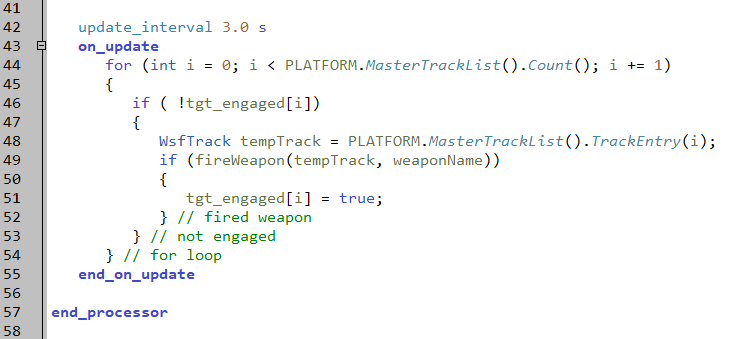 41
42 update_interval 3.0 s
43 on_update
44 for (int i = 0; i < PLATFORM.MasterTrackList().Count(); i += 1)
45 {
46 if ( !tgt_engaged[i])
47 {
48 WsfTrack tempTrack = PLATFORM.MasterTrackList().TrackEntry(i);
49 if (fireWeapon(tempTrack, weaponName))
50 {
51 tgt_engaged[i] = true;
52 } // fired weapon
53 } // not engaged
54 } // for loop
55 end_on_update
56
57 end_processor
58